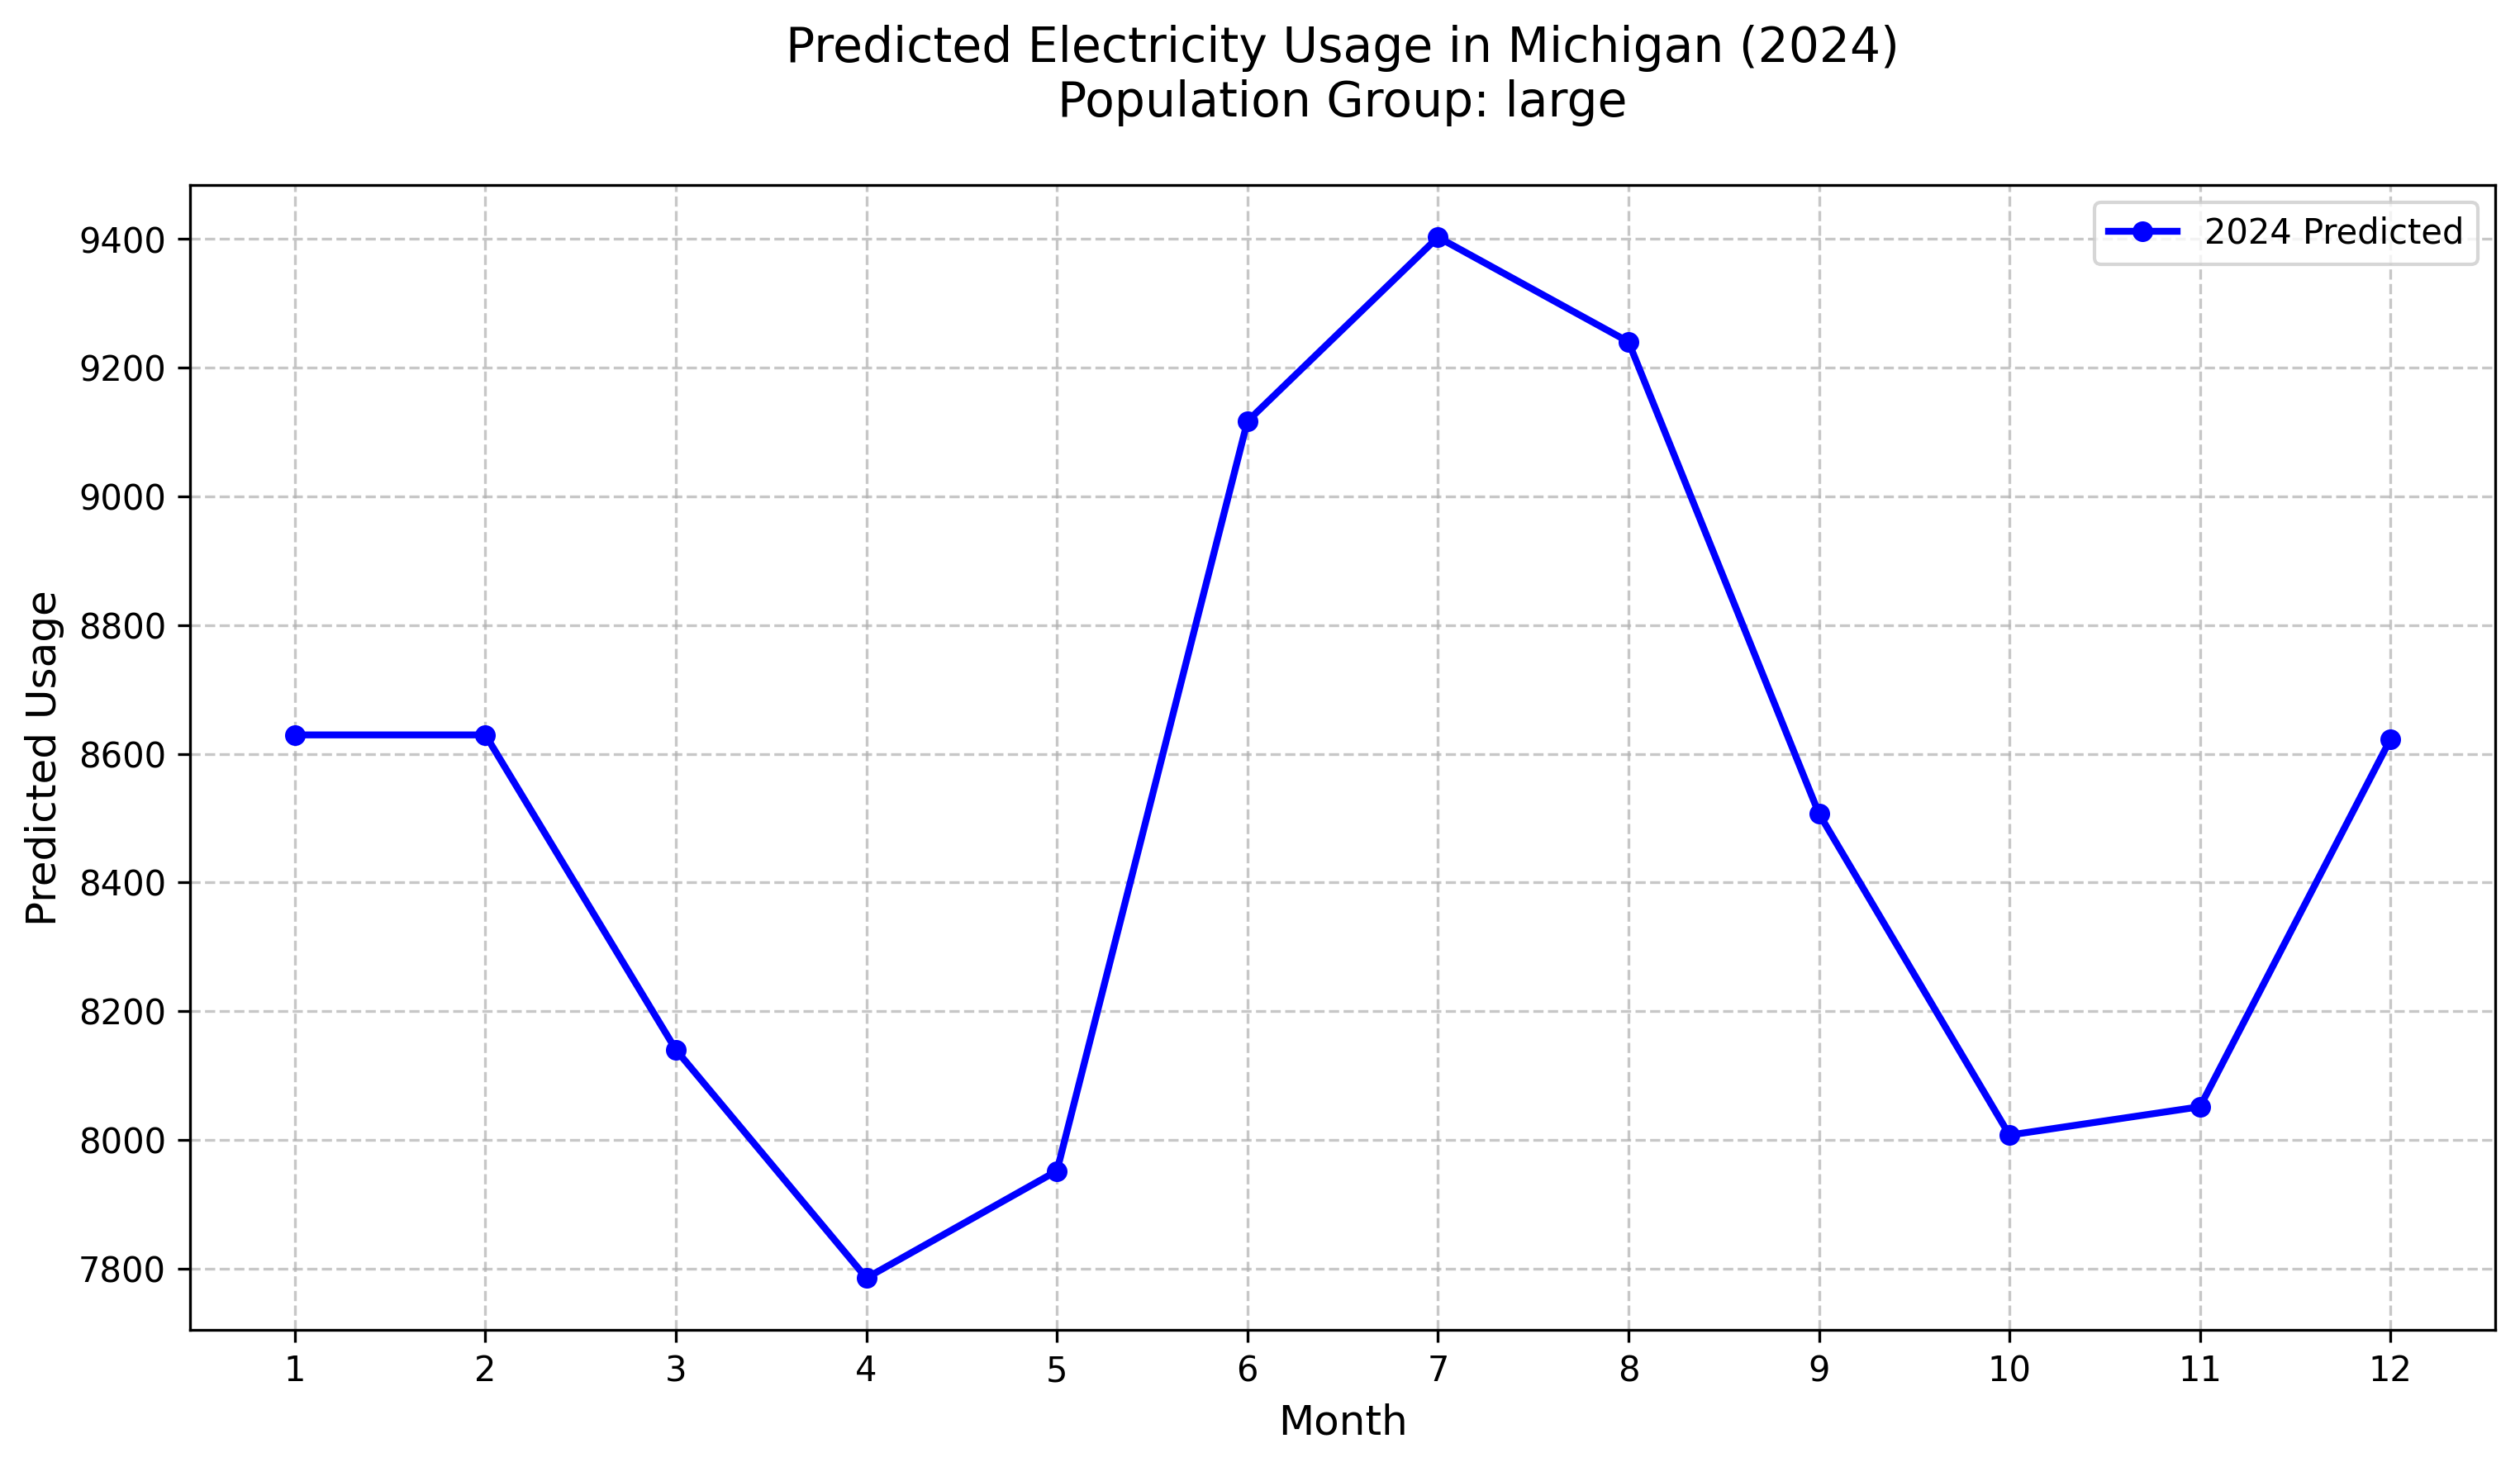 Predicted Electricity Usage in Michigan (2024)
Population Group: large
2024 Predicted
9400
9200
9000
8800
8600
8400
8200
8000
7800
Predicted Usage
1 2 3 4 5 6 7 8 9 10 11 12
Month